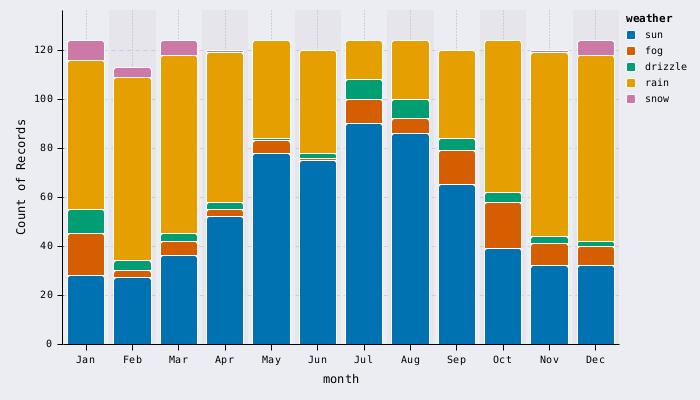 weather
sun
fog
drizzle
rain
snow
Count of Records
120
100
80
60
40
20
0
Jan Feb Mar Apr May Jun Jul Aug Sep Oct Nov Dec
month